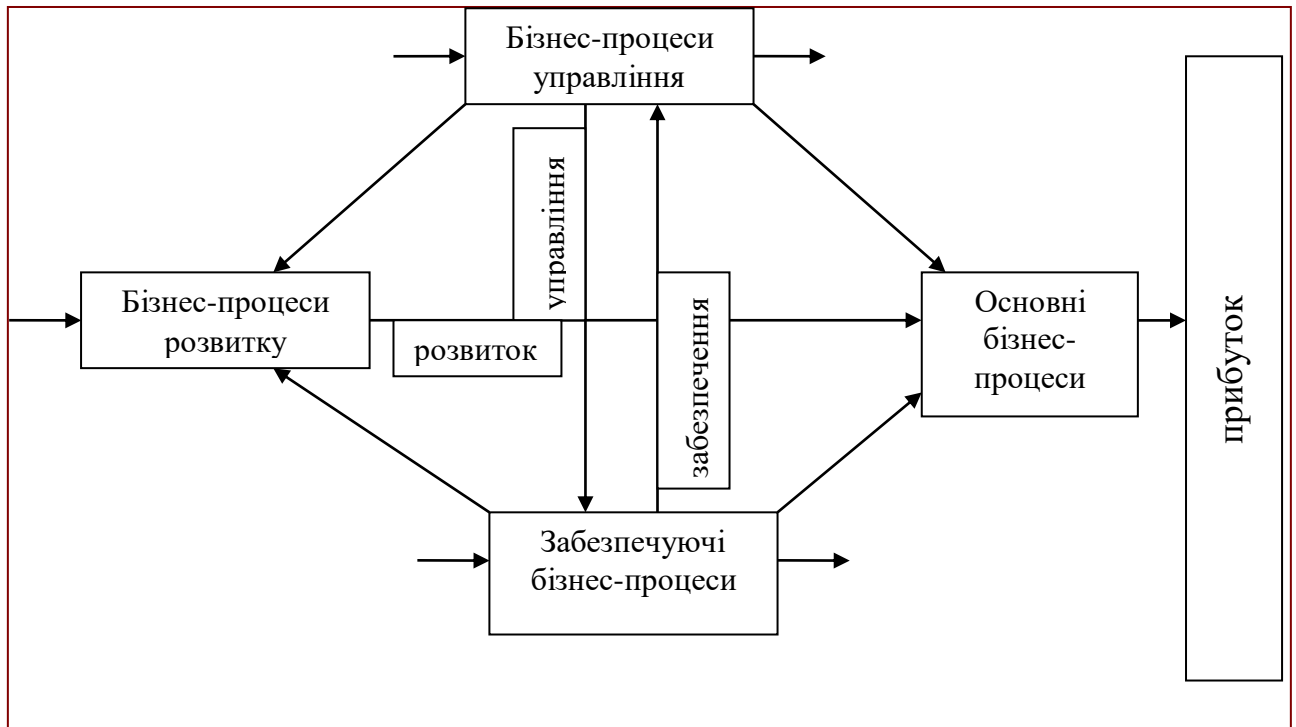 Бізнес-процеси
управління
управління
забезпечення
Бізнес-процеси
розвитку
розвиток
Основні
бізнес-
процеси
прибуток
Забезпечуючі
бізнес-процеси